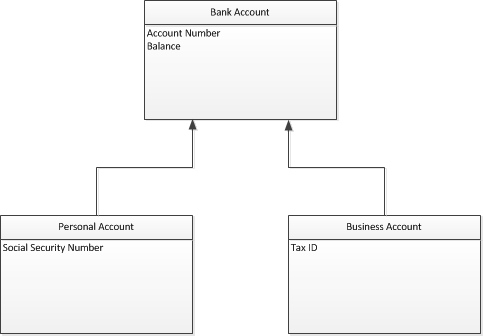 Bank Account
Account Number
Balance
Personal Account
Social Security Number
Business Account
Tax ID